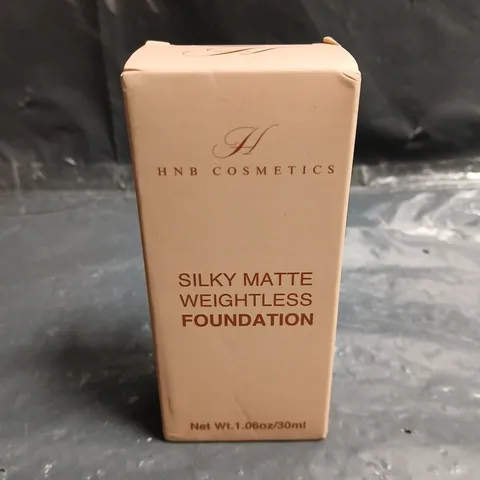 H
H
HNB COSMETICS
SILKY MATTE
WEIGHTLESS
FOUNDATION
Net Wt.1.06oz/30ml